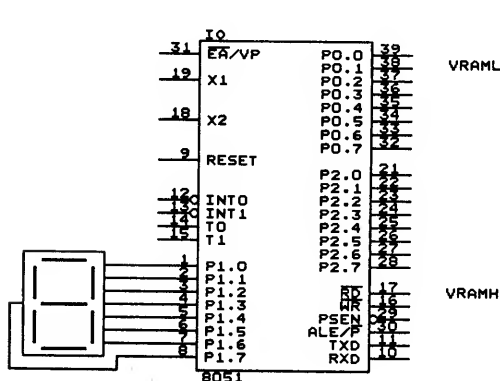 IO
31 EA/VP P0.0 39
P0.1 38 VRAML
19 X1 P0.2 37
P0.3 36
P0.4 35
18 X2 P0.5 34
P0.6 33
P0.7 32
9 RESET
P2.0 21
P2.1 22
12 INT0 P2.2 23
13 INT1 P2.3 24
14 T0 P2.4 25
15 T1 P2.5 26
P2.6 27
1 P1.0 P2.7 28
2 P1.1
3 P1.2 RD 17 VRAMH
4 P1.3 WR 16
5 P1.4 PSEN 29
6 P1.5 ALE/P 30
7 P1.6 TXD 11
8 P1.7 RXD 10
8051